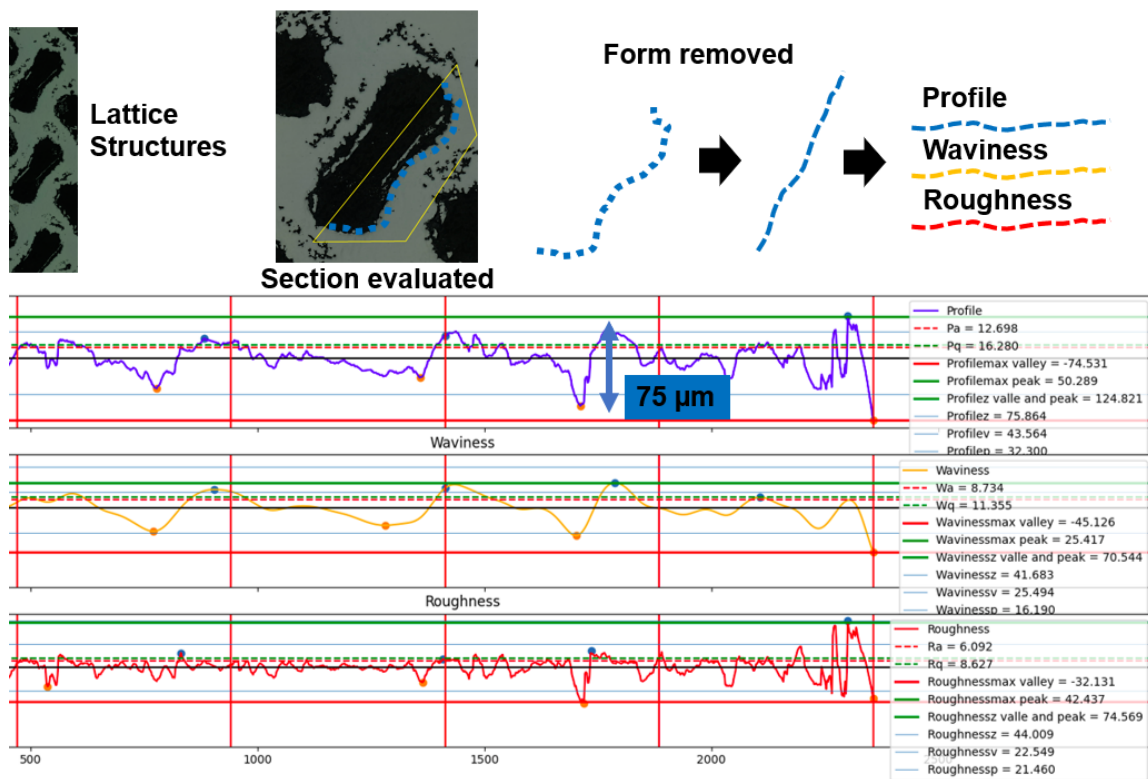 Lattice
Structures
Section evaluated
Form removed
Profile
Waviness
Roughness
Profile
Pa = 12.698
Pq = 16.280
Profilemax valley = -74.531
Profilemax peak = 50.289
Profilez valle and peak = 124.821
Profilez = 75.864
Profilev = 43.564
Profilep = 32.300
75 µm
Waviness
Waviness
Wa = 8.734
Wq = 11.355
Wavinessmax valley = -45.126
Wavinessmax peak = 25.417
Wavinessz valle and peak = 70.544
Wavinessz = 41.683
Wavinessv = 25.494
Wavinessp = 16.190
Roughness
Roughness
Ra = 6.092
Rq = 8.627
Roughnessmax valley = -32.131
Roughnessmax peak = 42.437
Roughnessz valle and peak = 74.569
Roughnessz = 44.009
Roughnessv = 22.549
Roughnessp = 21.460
500 1000 1500 2000 2500